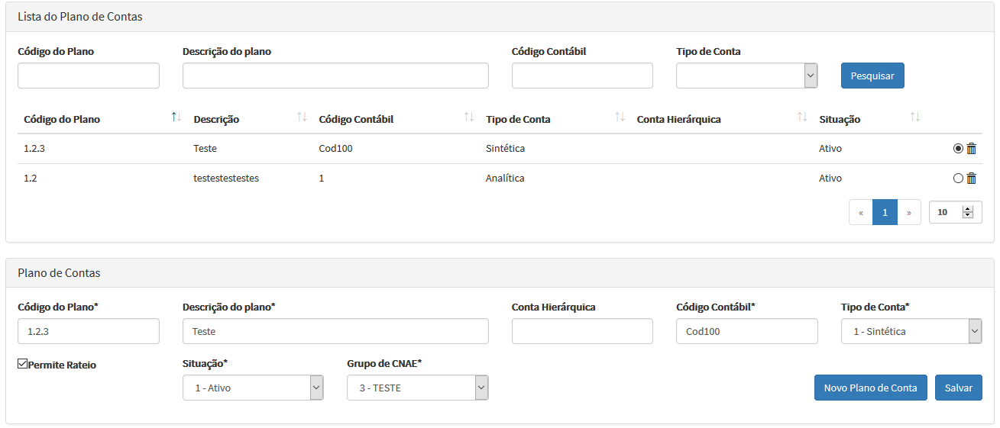 Lista do Plano de Contas
Código do Plano Descrição do plano Código Contábil Tipo de Conta
Pesquisar
Código do Plano ↑↓ Descrição ↑↓ Código Contábil ↑↓ Tipo de Conta ↑↓ Conta Hierárquica ↑↓ Situação ↑↓
1.2.3 Teste Cod100 Sintética Ativo
1.2 testestestestes 1 Analítica Ativo
« 1 » 10
Plano de Contas
Código do Plano* Descrição do plano* Conta Hierárquica Código Contábil* Tipo de Conta*
1.2.3 Teste Cod100 1 - Sintética
Permite Rateio Situação* Grupo de CNAE*
1 - Ativo 3 - TESTE Novo Plano de Conta Salvar